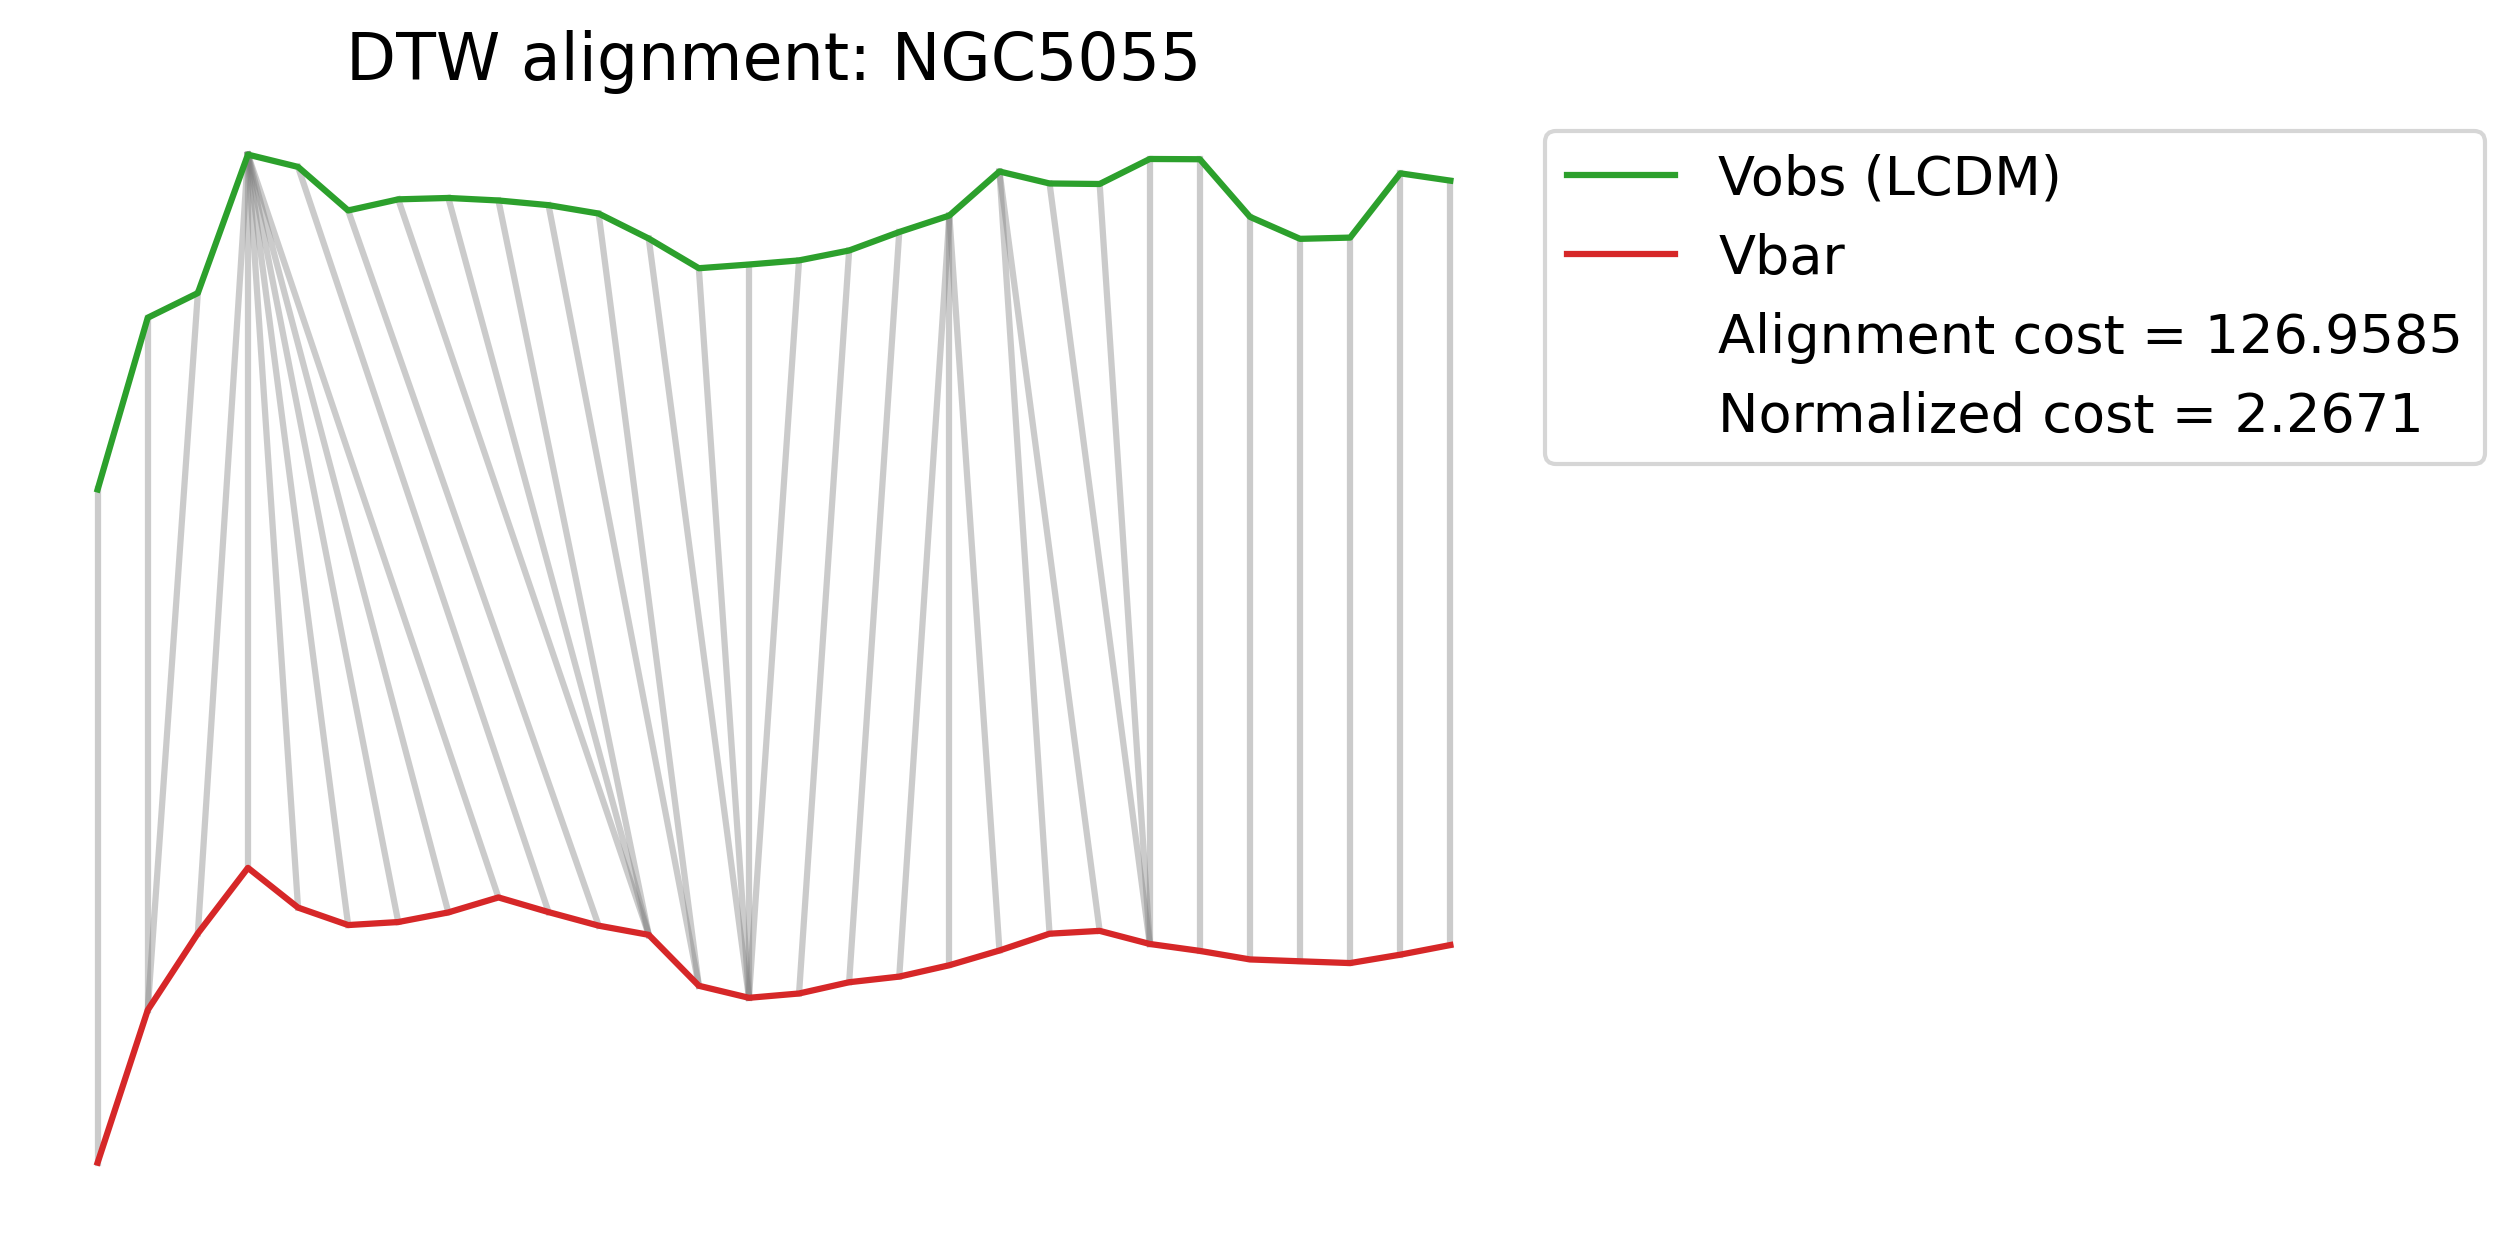 DTW alignment: NGC5055
Vobs (LCDM)
Vbar
Alignment cost = 126.9585
Normalized cost = 2.2671